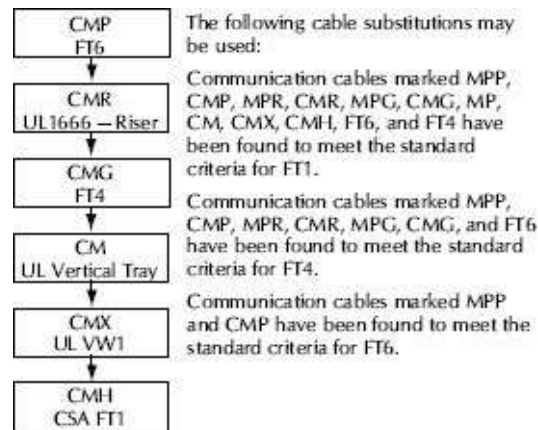 CMP
FT6
CMR
UL1666 – Riser
CMG
FT4
CM
UL Vertical Tray
CMX
UL VW1
CMH
CSA FT1
The following cable substitutions may
be used:
Communication cables marked MPP,
CMP, MPR, CMR, MPG, CMG, MP,
CM, CMX, CMH, FT6, and FT4 have
been found to meet the standard
criteria for FT1.
Communication cables marked MPP,
CMP, MPR, CMR, MPG, CMG, and FT6
have been found to meet the standard
criteria for FT4.
Communication cables marked MPP
and CMP have been found to meet the
standard criteria for FT6.